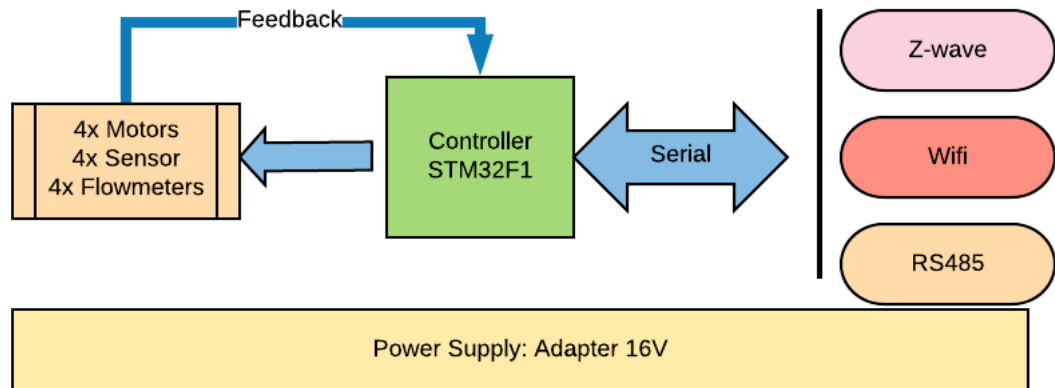 Feedback
4x Motors
4x Sensor
4x Flowmeters
Controller
STM32F1
Serial
Z-wave
Wifi
RS485
Power Supply: Adapter 16V